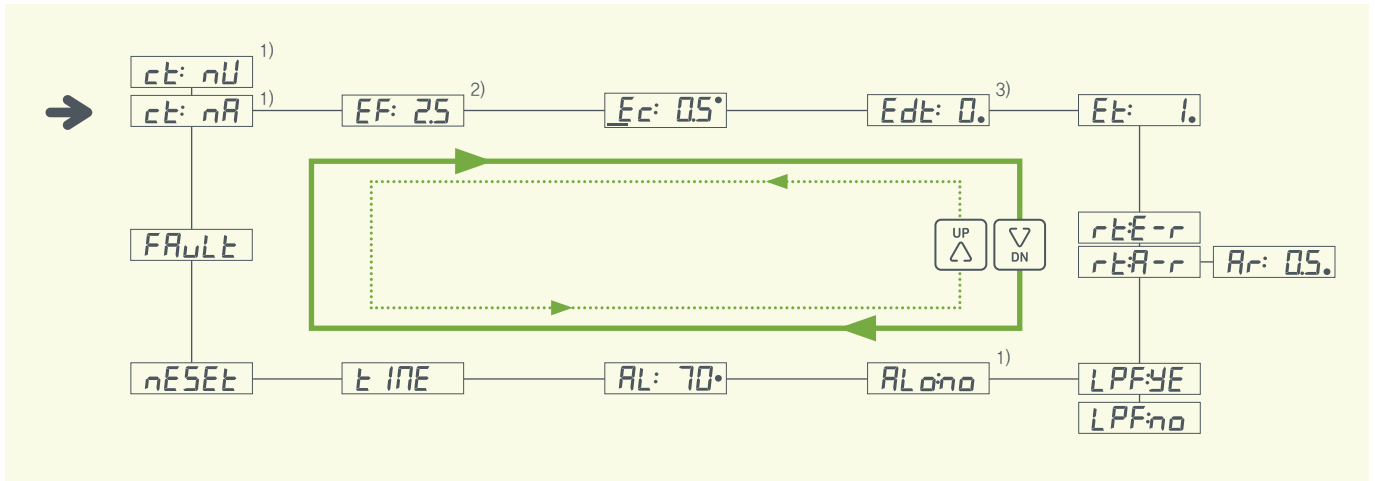 ct: nU 1)
ct: nA 1)
EF: 2.5 2)
Ec: 0.5
Edt: 0. 3)
Et: 1.
UP
DN
rt:E-r
rt:A-r
Ar: 0.5.
FAuLt
nESEt
tIME
AL: 70
ALo:no 1)
LPF:YE
LPF:no